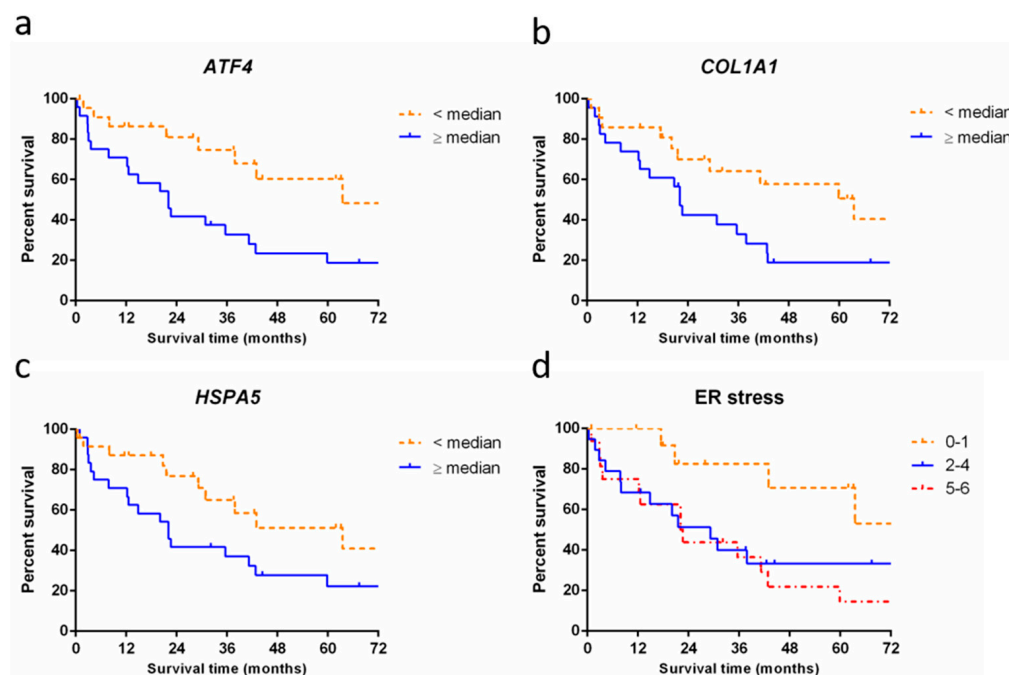 a
ATF4
Percent survival
100
80
60
40
20
0
0 12 24 36 48 60 72
Survival time (months)
< median
≥ median
b
COL1A1
Percent survival
100
80
60
40
20
0
0 12 24 36 48 60 72
Survival time (months)
< median
≥ median
c
HSPA5
Percent survival
100
80
60
40
20
0
0 12 24 36 48 60 72
Survival time (months)
< median
≥ median
d
ER stress
Percent survival
100
80
60
40
20
0
0 12 24 36 48 60 72
Survival time (months)
0-1
2-4
5-6